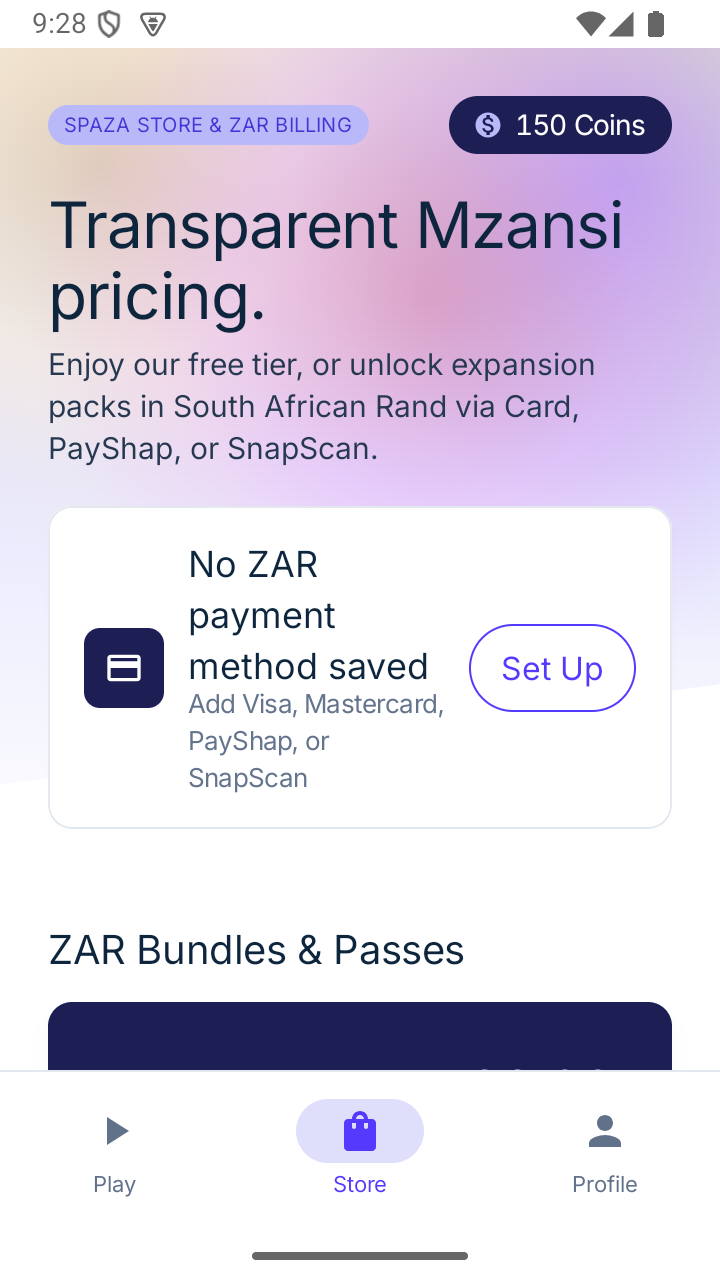 9:28
SPAZA STORE & ZAR BILLING
150 Coins
Transparent Mzansi
pricing.
Enjoy our free tier, or unlock expansion
packs in South African Rand via Card,
PayShap, or SnapScan.
No ZAR
payment
method saved
Add Visa, Mastercard,
PayShap, or
SnapScan
Set Up
ZAR Bundles & Passes
Play
Store
Profile